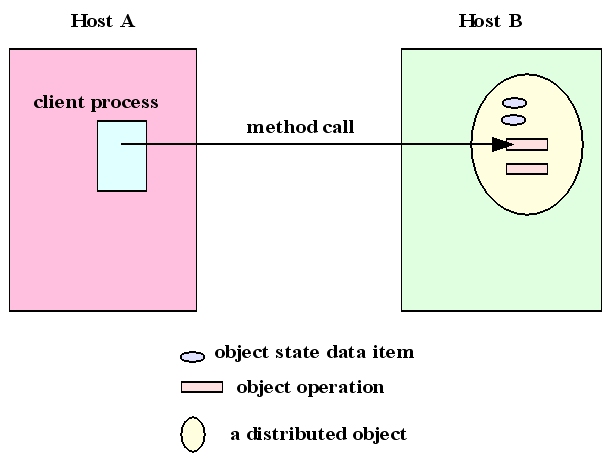 Host A
Host B
client process
method call
object state data item
object operation
a distributed object